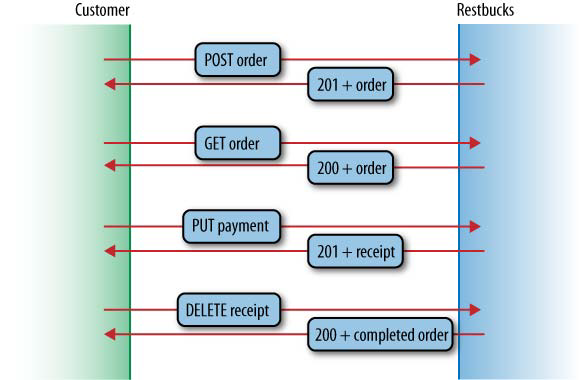 Customer
Restbucks
POST order
201 + order
GET order
200 + order
PUT payment
201 + receipt
DELETE receipt
200 + completed order